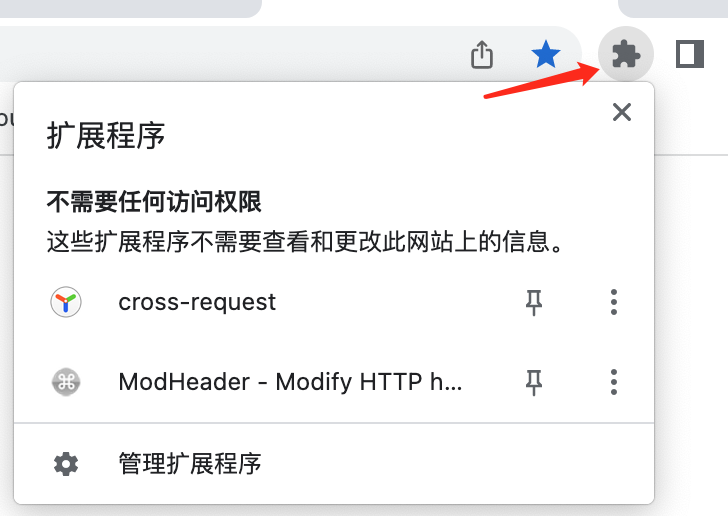 扩展程序
不需要任何访问权限
这些扩展程序不需要查看和更改此网站上的信息。
cross-request
ModHeader - Modify HTTP h...
管理扩展程序